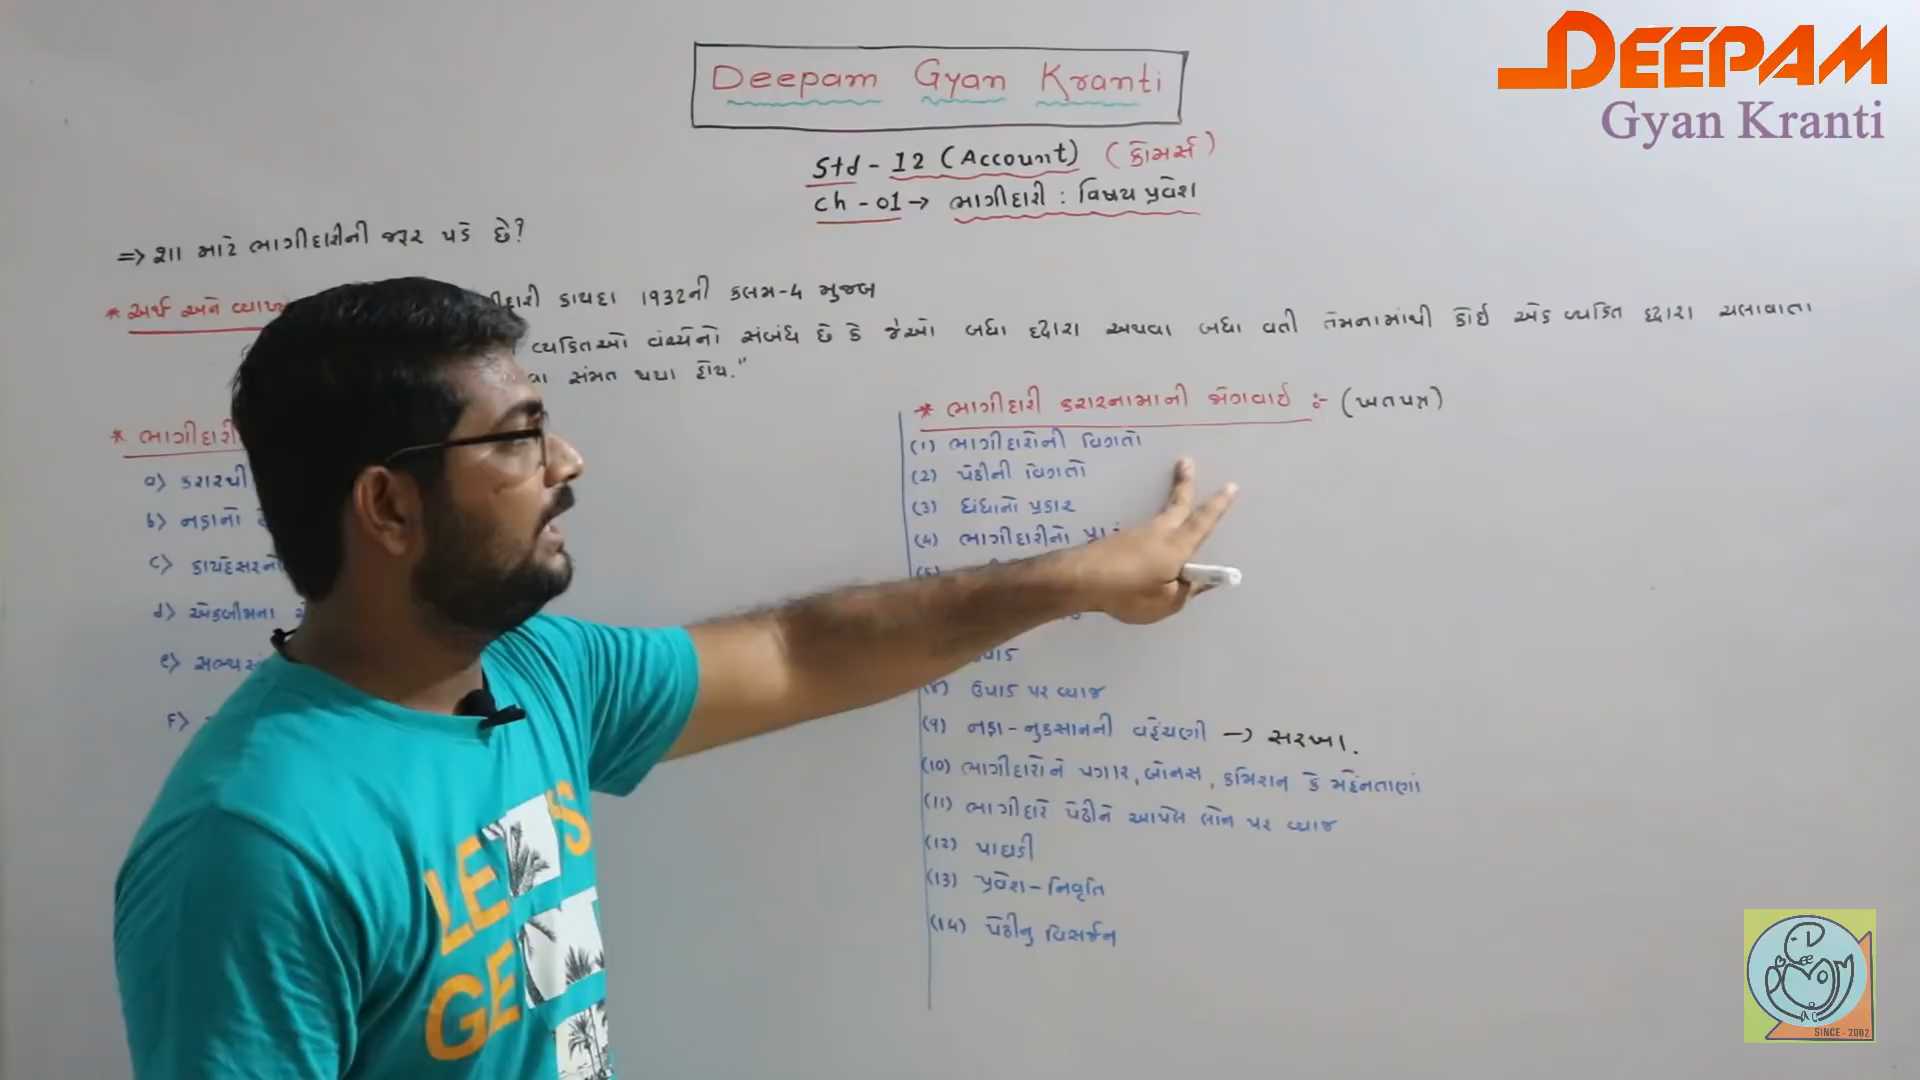 DEEPAM
Gyan Kranti
Deepam Gyan Kranti
Std - 12 (Account) (કોમર્સ)
ch - 01 → ભાગીદારી : વિષય પ્રવેશ
=> શા માટે ભાગીદારીની જરૂર પડે છે?
* અર્થ અને
કાયદા 1932ની કલમ-4 મુજબ
વ્યકિતઓ વચ્ચેનો સંબંધ છે કે જેઓ બધા દ્વારા અથવા બધા વતી તેમનામાંથી કોઇ એક વ્યકિત દ્વારા ચલાવાતા
સંમત થયા હોય."
* ભાગીદારી
a) કરારથી
b) નફાનો
c)
d) એકબીજાના
e)
F)
* ભાગીદારી કરારનામાની જોગવાઇ :- (ખતપત્ર)
(1) ભાગીદારોની વિગતો
(2) પેઢીની વિગતો
(3) ધંધાનો પ્રકાર
(4) ભાગીદારીનો
(8) ઉપાડ પર વ્યાજ
(9) નફા-નુકસાનની વહેંચણી → સરખા.
(10) ભાગીદારોને પગાર, બોનસ, કમિશન કે મહેનતાણાં
(11) ભાગીદારે પેઢીને આપેલ લોન પર વ્યાજ
(12) પાઘડી
(13) પ્રવેશ-નિવૃતિ
(14) પેઢીનુ વિસર્જન
SINCE - 2002